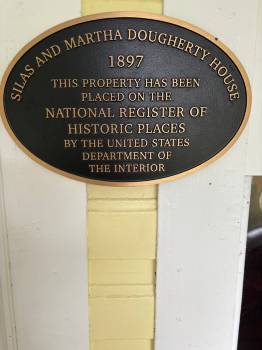 SILAS AND MARTHA DOUGHERTY HOUSE
1897
THIS PROPERTY HAS BEEN
PLACED ON THE
NATIONAL REGISTER OF
HISTORIC PLACES
BY THE UNITED STATES
DEPARTMENT OF
THE INTERIOR